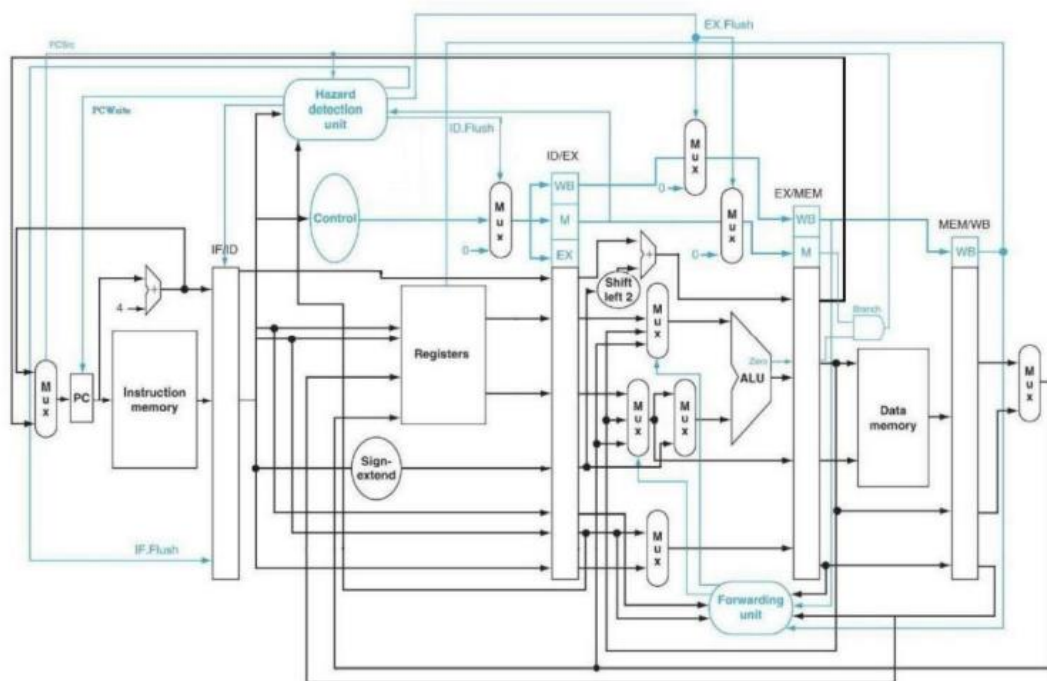 EX.Flush
PCSrc
Hazard
detection
unit
PCWrite
ID.Flush
ID/EX
M
u
x
WB
0
EX/MEM
Control
M
u
x
M
M
u
x
WB
MEM/WB
IF/ID
0
EX
0
M
WB
+
+
Shift
left 2
4
M
u
x
Branch
Registers
M
u
x
PC
Instruction
memory
Zero
ALU
M
u
x
M
u
x
M
u
x
Data
memory
M
u
x
Sign-
extend
M
u
x
IF.Flush
Forwarding
unit